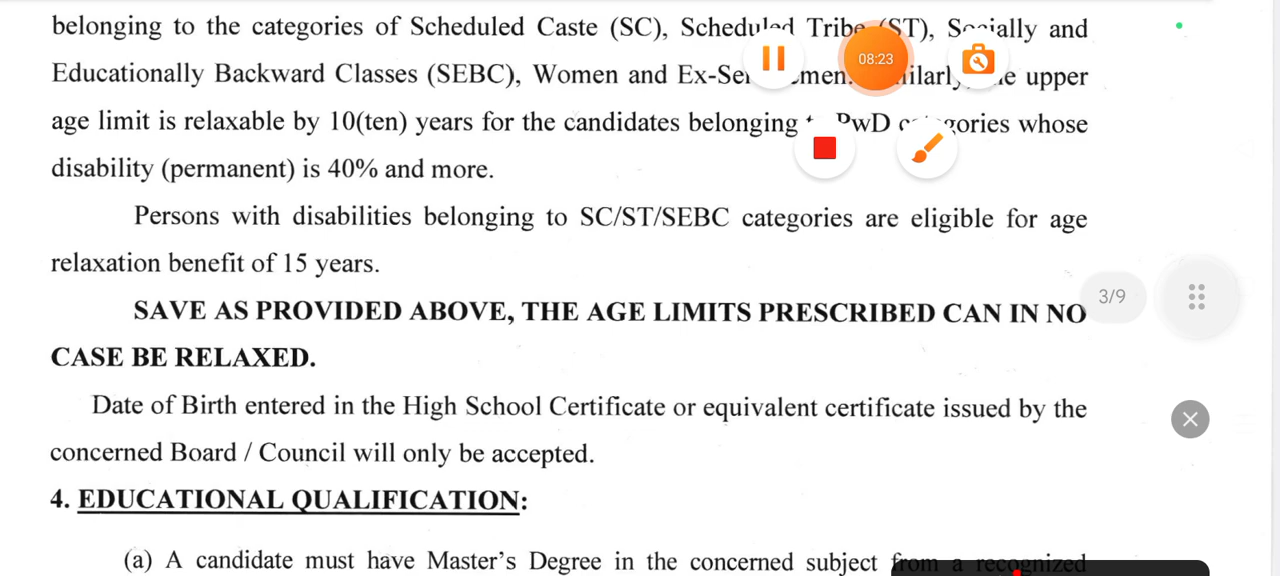 belonging to the categories of Scheduled Caste (SC), Scheduled Tribe (ST), Socially and
Educationally Backward Classes (SEBC), Women and upper
08:23
age limit is relaxable by 10(ten) years for the candidates belonging PwD whose
disability (permanent) is 40% and more.
Persons with disabilities belonging to SC/ST/SEBC categories are eligible for age
relaxation benefit of 15 years.
3/9
SAVE AS PROVIDED ABOVE, THE AGE LIMITS PRESCRIBED CAN IN NO
CASE BE RELAXED.
Date of Birth entered in the High School Certificate or equivalent certificate issued by the
concerned Board / Council will only be accepted.
4. EDUCATIONAL QUALIFICATION:
(a) A candidate must have Master's Degree in the concerned subject from a recognized